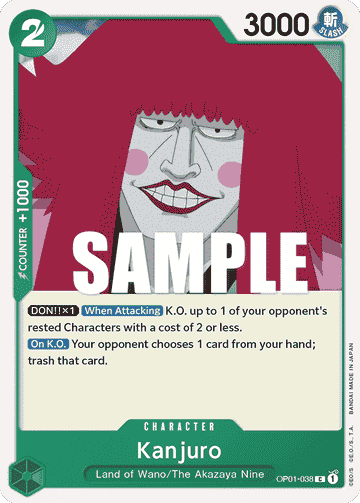 2
3000
斬
SLASH
COUNTER +1000
SAMPLE
DON!!×1 When Attacking K.O. up to 1 of your opponent's
rested Characters with a cost of 2 or less.
On K.O. Your opponent chooses 1 card from your hand;
trash that card.
CHARACTER
Kanjuro
Land of Wano/The Akazaya Nine
OP01-038 C 1
©E.O./S. ©E.O./S., T.A. BANDAI MADE IN JAPAN